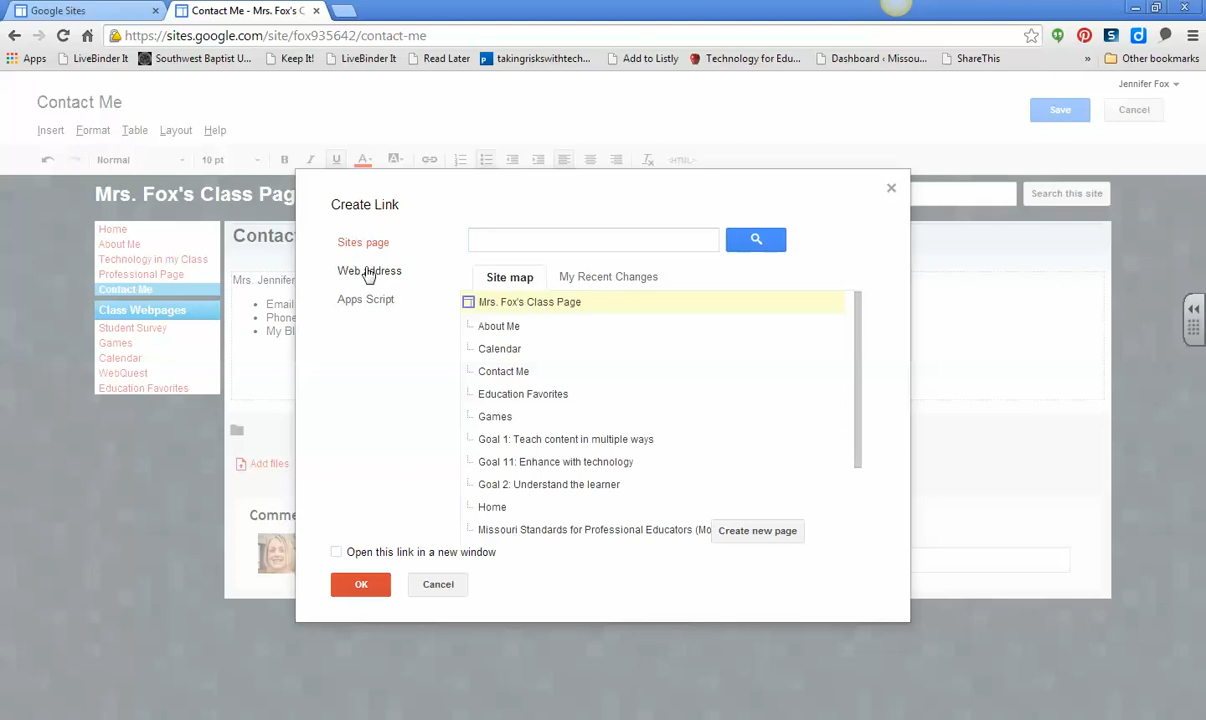 Google Sites
Contact Me - Mrs. Fox's C
https://sites.google.com/site/fox935642/contact-me
Apps LiveBinder It Southwest Baptist U... Keep It! LiveBinder It Read Later takingriskswithtech... Add to Listly Technology for Edu... Dashboard ‹ Missou... ShareThis » Other bookmarks
Jennifer Fox
Contact Me
Save Cancel
Insert Format Table Layout Help
Normal 10 pt B I U A A <HTML>
Mrs. Fox's Class Pag
Search this site
Home
About Me
Technology in my Class
Professional Page
Contact Me
Class Webpages
Student Survey
Games
Calendar
WebQuest
Education Favorites
Contac
Mrs. Jennifer
Email
Phone
My Bl
Add files
Comme
Create Link
Sites page
Web Address
Apps Script
Site map My Recent Changes
Mrs. Fox's Class Page
About Me
Calendar
Contact Me
Education Favorites
Games
Goal 1: Teach content in multiple ways
Goal 11: Enhance with technology
Goal 2: Understand the learner
Home
Missouri Standards for Professional Educators (Mo
Create new page
Open this link in a new window
OK Cancel